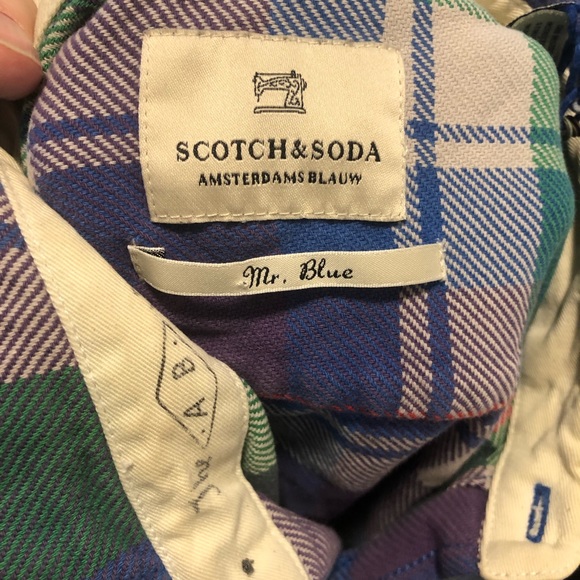 SCOTCH&SODA
AMSTERDAMS BLAUW
Mr. Blue
A B